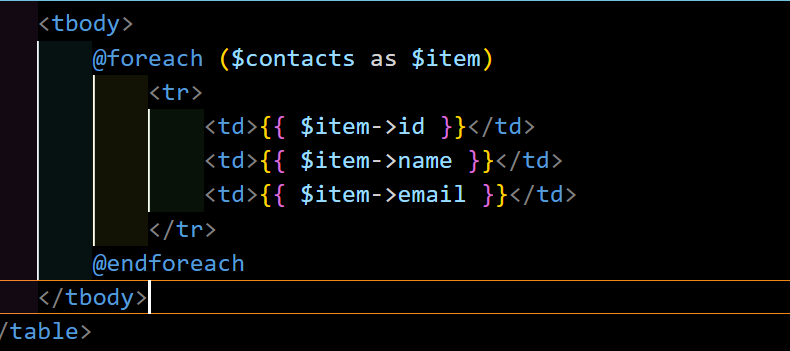 <tbody>
@foreach ($contacts as $item)
<tr>
<td>{{ $item->id }}</td>
<td>{{ $item->name }}</td>
<td>{{ $item->email }}</td>
</tr>
@endforeach
</tbody>
/table>